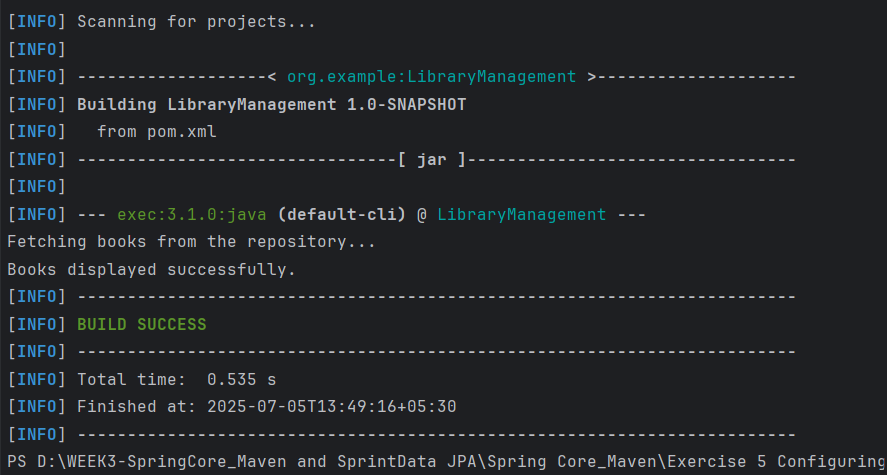 [INFO] Scanning for projects...
[INFO]
[INFO] -------------------< org.example:LibraryManagement >--------------------
[INFO] Building LibraryManagement 1.0-SNAPSHOT
[INFO]   from pom.xml
[INFO] --------------------------------[ jar ]---------------------------------
[INFO]
[INFO] --- exec:3.1.0:java (default-cli) @ LibraryManagement ---
Fetching books from the repository...
Books displayed successfully.
[INFO] ------------------------------------------------------------------------
[INFO] BUILD SUCCESS
[INFO] ------------------------------------------------------------------------
[INFO] Total time:  0.535 s
[INFO] Finished at: 2025-07-05T13:49:16+05:30
[INFO] ------------------------------------------------------------------------
PS D:\WEEK3-SpringCore_Maven and SprintData JPA\Spring Core_Maven\Exercise 5 Configuring